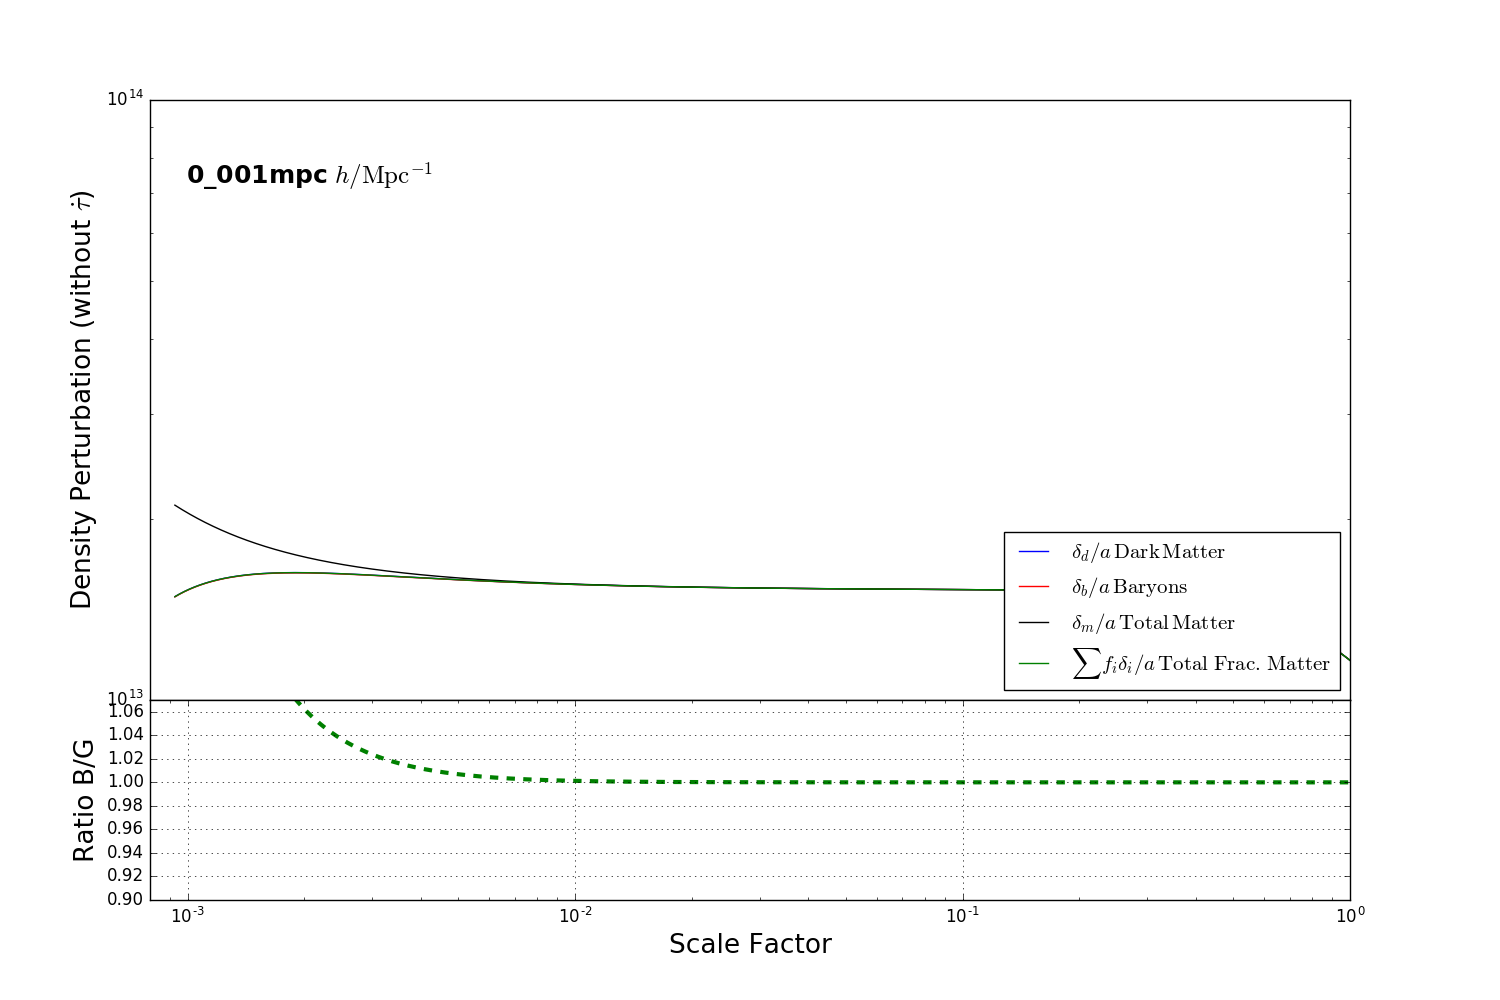 10^14
0_001mpc h/Mpc^−1
Density Perturbation (without τ̇)
δ_d/a Dark Matter
δ_b/a Baryons
δ_m/a Total Matter
∑f_iδ_i/a Total Frac. Matter
10^13
1.06
1.04
1.02
1.00
0.98
0.96
0.94
0.92
0.90
Ratio B/G
10^-3 10^-2 10^-1 10^0
Scale Factor